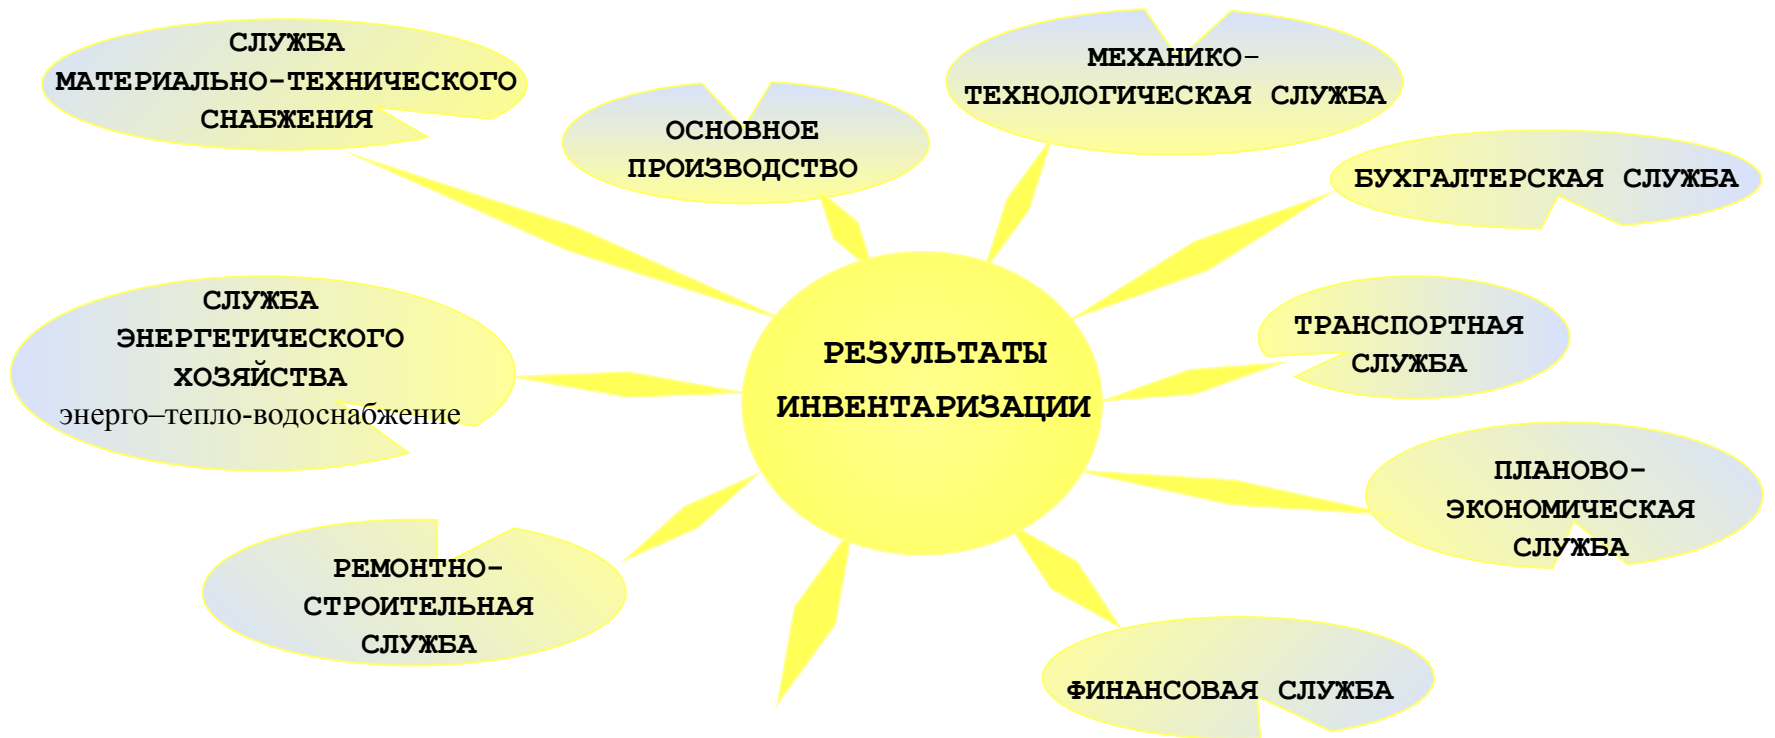 СЛУЖБА
МАТЕРИАЛЬНО-ТЕХНИЧЕСКОГО
СНАБЖЕНИЯ
ОСНОВНОЕ
ПРОИЗВОДСТВО
МЕХАНИКО-
ТЕХНОЛОГИЧЕСКАЯ СЛУЖБА
БУХГАЛТЕРСКАЯ СЛУЖБА
СЛУЖБА
ЭНЕРГЕТИЧЕСКОГО
ХОЗЯЙСТВА
энерго–тепло-водоснабжение
РЕЗУЛЬТАТЫ
ИНВЕНТАРИЗАЦИИ
ТРАНСПОРТНАЯ
СЛУЖБА
ПЛАНОВО-
ЭКОНОМИЧЕСКАЯ
СЛУЖБА
РЕМОНТНО-
СТРОИТЕЛЬНАЯ
СЛУЖБА
ФИНАНСОВАЯ СЛУЖБА